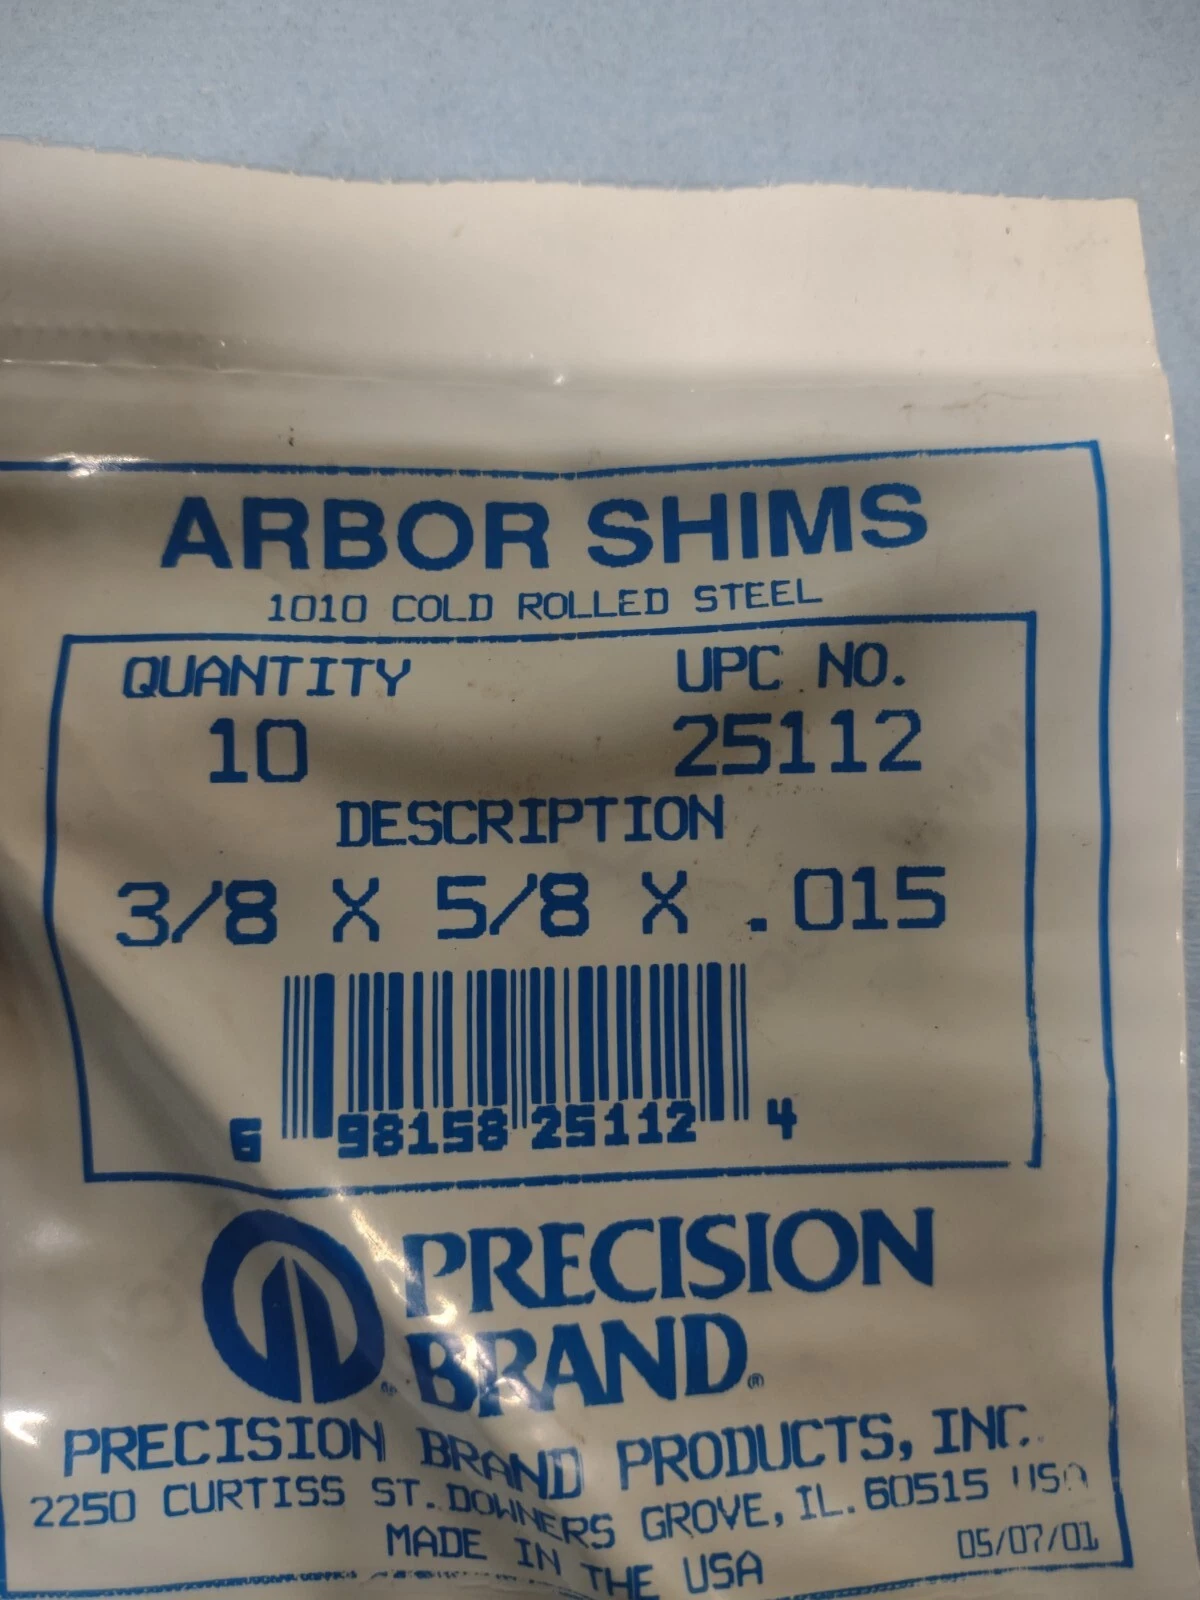 ARBOR SHIMS
1010 COLD ROLLED STEEL
QUANTITY UPC NO.
10 25112
DESCRIPTION
3/8 X 5/8 X .015
6 98158 25112 4
PRECISION
BRAND®
PRECISION BRAND PRODUCTS, INC.
2250 CURTISS ST. DOWNERS GROVE, IL. 60515 USA
MADE IN THE USA 05/07/01